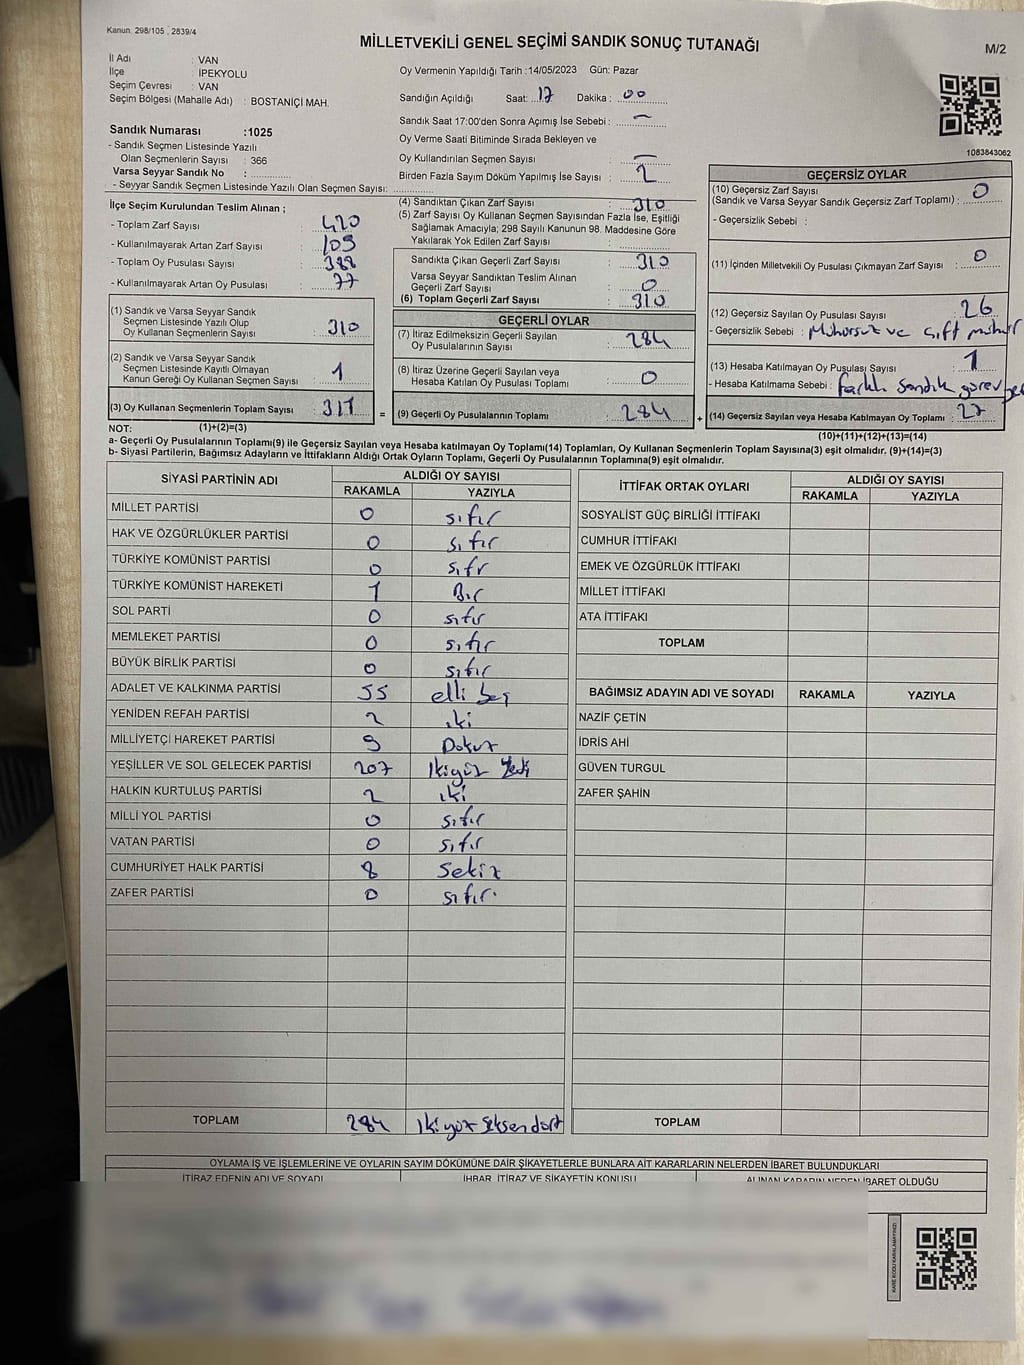 Kanun. 298/105 , 2839/4
MİLLETVEKİLİ GENEL SEÇİMİ SANDIK SONUÇ TUTANAĞI
M/2
İl Adı : VAN
İlçe : İPEKYOLU
Seçim Çevresi : VAN
Seçim Bölgesi (Mahalle Adı) : BOSTANİÇİ MAH.
Sandık Numarası :1025
- Sandık Seçmen Listesinde Yazılı
Olan Seçmenlerin Sayısı : 366
Varsa Seyyar Sandık No :
- Seyyar Sandık Seçmen Listesinde Yazılı Olan Seçmen Sayısı:
Oy Vermenin Yapıldığı Tarih :14/05/2023 Gün: Pazar
Sandığın Açıldığı Saat: 17 Dakika : 00
Sandık Saat 17:00'den Sonra Açımış İse Sebebi : —
Oy Verme Saati Bitiminde Sırada Bekleyen ve
Oy Kullandırılan Seçmen Sayısı : —
Birden Fazla Sayım Döküm Yapılmış İse Sayısı :
1083843062
İlçe Seçim Kurulundan Teslim Alınan ;
- Toplam Zarf Sayısı : 420
- Kullanılmayarak Artan Zarf Sayısı : 109
- Toplam Oy Pusulası Sayısı : 388
- Kullanılmayarak Artan Oy Pusulası : 77
(1) Sandık ve Varsa Seyyar Sandık
Seçmen Listesinde Yazılı Olup
Oy Kullanan Seçmenlerin Sayısı : 310
(2) Sandık ve Varsa Seyyar Sandık
Seçmen Listesinde Kayıtlı Olmayan
Kanun Gereği Oy Kullanan Seçmen Sayısı : 1
(3) Oy Kullanan Seçmenlerin Toplam Sayısı : 311 =
(4) Sandıktan Çıkan Zarf Sayısı : 310
(5) Zarf Sayısı Oy Kullanan Seçmen Sayısından Fazla İse, Eşitliği
Sağlamak Amacıyla; 298 Sayılı Kanunun 98. Maddesine Göre
Yakılarak Yok Edilen Zarf Sayısı :
Sandıkta Çıkan Geçerli Zarf Sayısı : 310
Varsa Seyyar Sandıktan Teslim Alınan
Geçerli Zarf Sayısı : 0
(6) Toplam Geçerli Zarf Sayısı : 310
GEÇERLİ OYLAR
(7) İtiraz Edilmeksizin Geçerli Sayılan
Oy Pusulalarının Sayısı : 284
(8) İtiraz Üzerine Geçerli Sayılan veya
Hesaba Katılan Oy Pusulası Toplamı : 0
(9) Geçerli Oy Pusulalarının Toplamı : 284 +
GEÇERSİZ OYLAR
(10) Geçersiz Zarf Sayısı
(Sandık ve Varsa Seyyar Sandık Geçersiz Zarf Toplamı) : 0
- Geçersizlik Sebebi :
(11) İçinden Milletvekili Oy Pusulası Çıkmayan Zarf Sayısı : 0
(12) Geçersiz Sayılan Oy Pusulası Sayısı : 26
- Geçersizlik Sebebi : Mühürsüz ve çift mühür
(13) Hesaba Katılmayan Oy Pusulası Sayısı : 1
- Hesaba Katılmama Sebebi : farklı sandık görev
(14) Geçersiz Sayılan veya Hesaba Katılmayan Oy Toplamı : 27
NOT: (1)+(2)=(3)
(10)+(11)+(12)+(13)=(14)
a- Geçerli Oy Pusulalarının Toplamı(9) ile Geçersiz Sayılan veya Hesaba katılmayan Oy Toplamı(14) Toplamları, Oy Kullanan Seçmenlerin Toplam Sayısına(3) eşit olmalıdır. (9)+(14)=(3)
b- Siyasi Partilerin, Bağımsız Adayların ve İttifakların Aldığı Ortak Oyların Toplamı, Geçerli Oy Pusulalarının Toplamına(9) eşit olmalıdır.
SİYASİ PARTİNİN ADI ALDIĞI OY SAYISI
RAKAMLA YAZIYLA
MİLLET PARTİSİ 0 sıfır
HAK VE ÖZGÜRLÜKLER PARTİSİ 0 sıfır
TÜRKİYE KOMÜNİST PARTİSİ 0 sıfr
TÜRKİYE KOMÜNİST HAREKETİ 1 Bir
SOL PARTİ 0 sıfır
MEMLEKET PARTİSİ 0 sıfır
BÜYÜK BİRLİK PARTİSİ 0 sıfır
ADALET VE KALKINMA PARTİSİ 55 elli beş
YENİDEN REFAH PARTİSİ 2 iki
MİLLİYETÇİ HAREKET PARTİSİ 9 Dokuz
YEŞİLLER VE SOL GELECEK PARTİSİ 207 İkiyüz Yedi
HALKIN KURTULUŞ PARTİSİ 2 iki
MİLLİ YOL PARTİSİ 0 sıfır
VATAN PARTİSİ 0 sıfır
CUMHURİYET HALK PARTİSİ 8 Sekiz
ZAFER PARTİSİ 0 sıfır
TOPLAM 284 İkiyüz Seksen dört
İTTİFAK ORTAK OYLARI ALDIĞI OY SAYISI
RAKAMLA YAZIYLA
SOSYALİST GÜÇ BİRLİĞİ İTTİFAKI
CUMHUR İTTİFAKI
EMEK VE ÖZGÜRLÜK İTTİFAKI
MİLLET İTTİFAKI
ATA İTTİFAKI
TOPLAM
BAĞIMSIZ ADAYIN ADI VE SOYADI RAKAMLA YAZIYLA
NAZİF ÇETİN
İDRİS AHİ
GÜVEN TURGUL
ZAFER ŞAHİN
TOPLAM
OYLAMA İŞ VE İŞLEMLERİNE VE OYLARIN SAYIM DÖKÜMÜNE DAİR ŞİKAYETLERLE BUNLARA AİT KARARLARIN NELERDEN İBARET BULUNDUKLARI
İTİRAZ EDENİN ADI VE SOYADI İHBAR, İTİRAZ VE ŞİKAYETİN KONUSU ALINAN KARARIN NEDEN İBARET OLDUĞU
KARE KODU KARALAMAYINIZ!